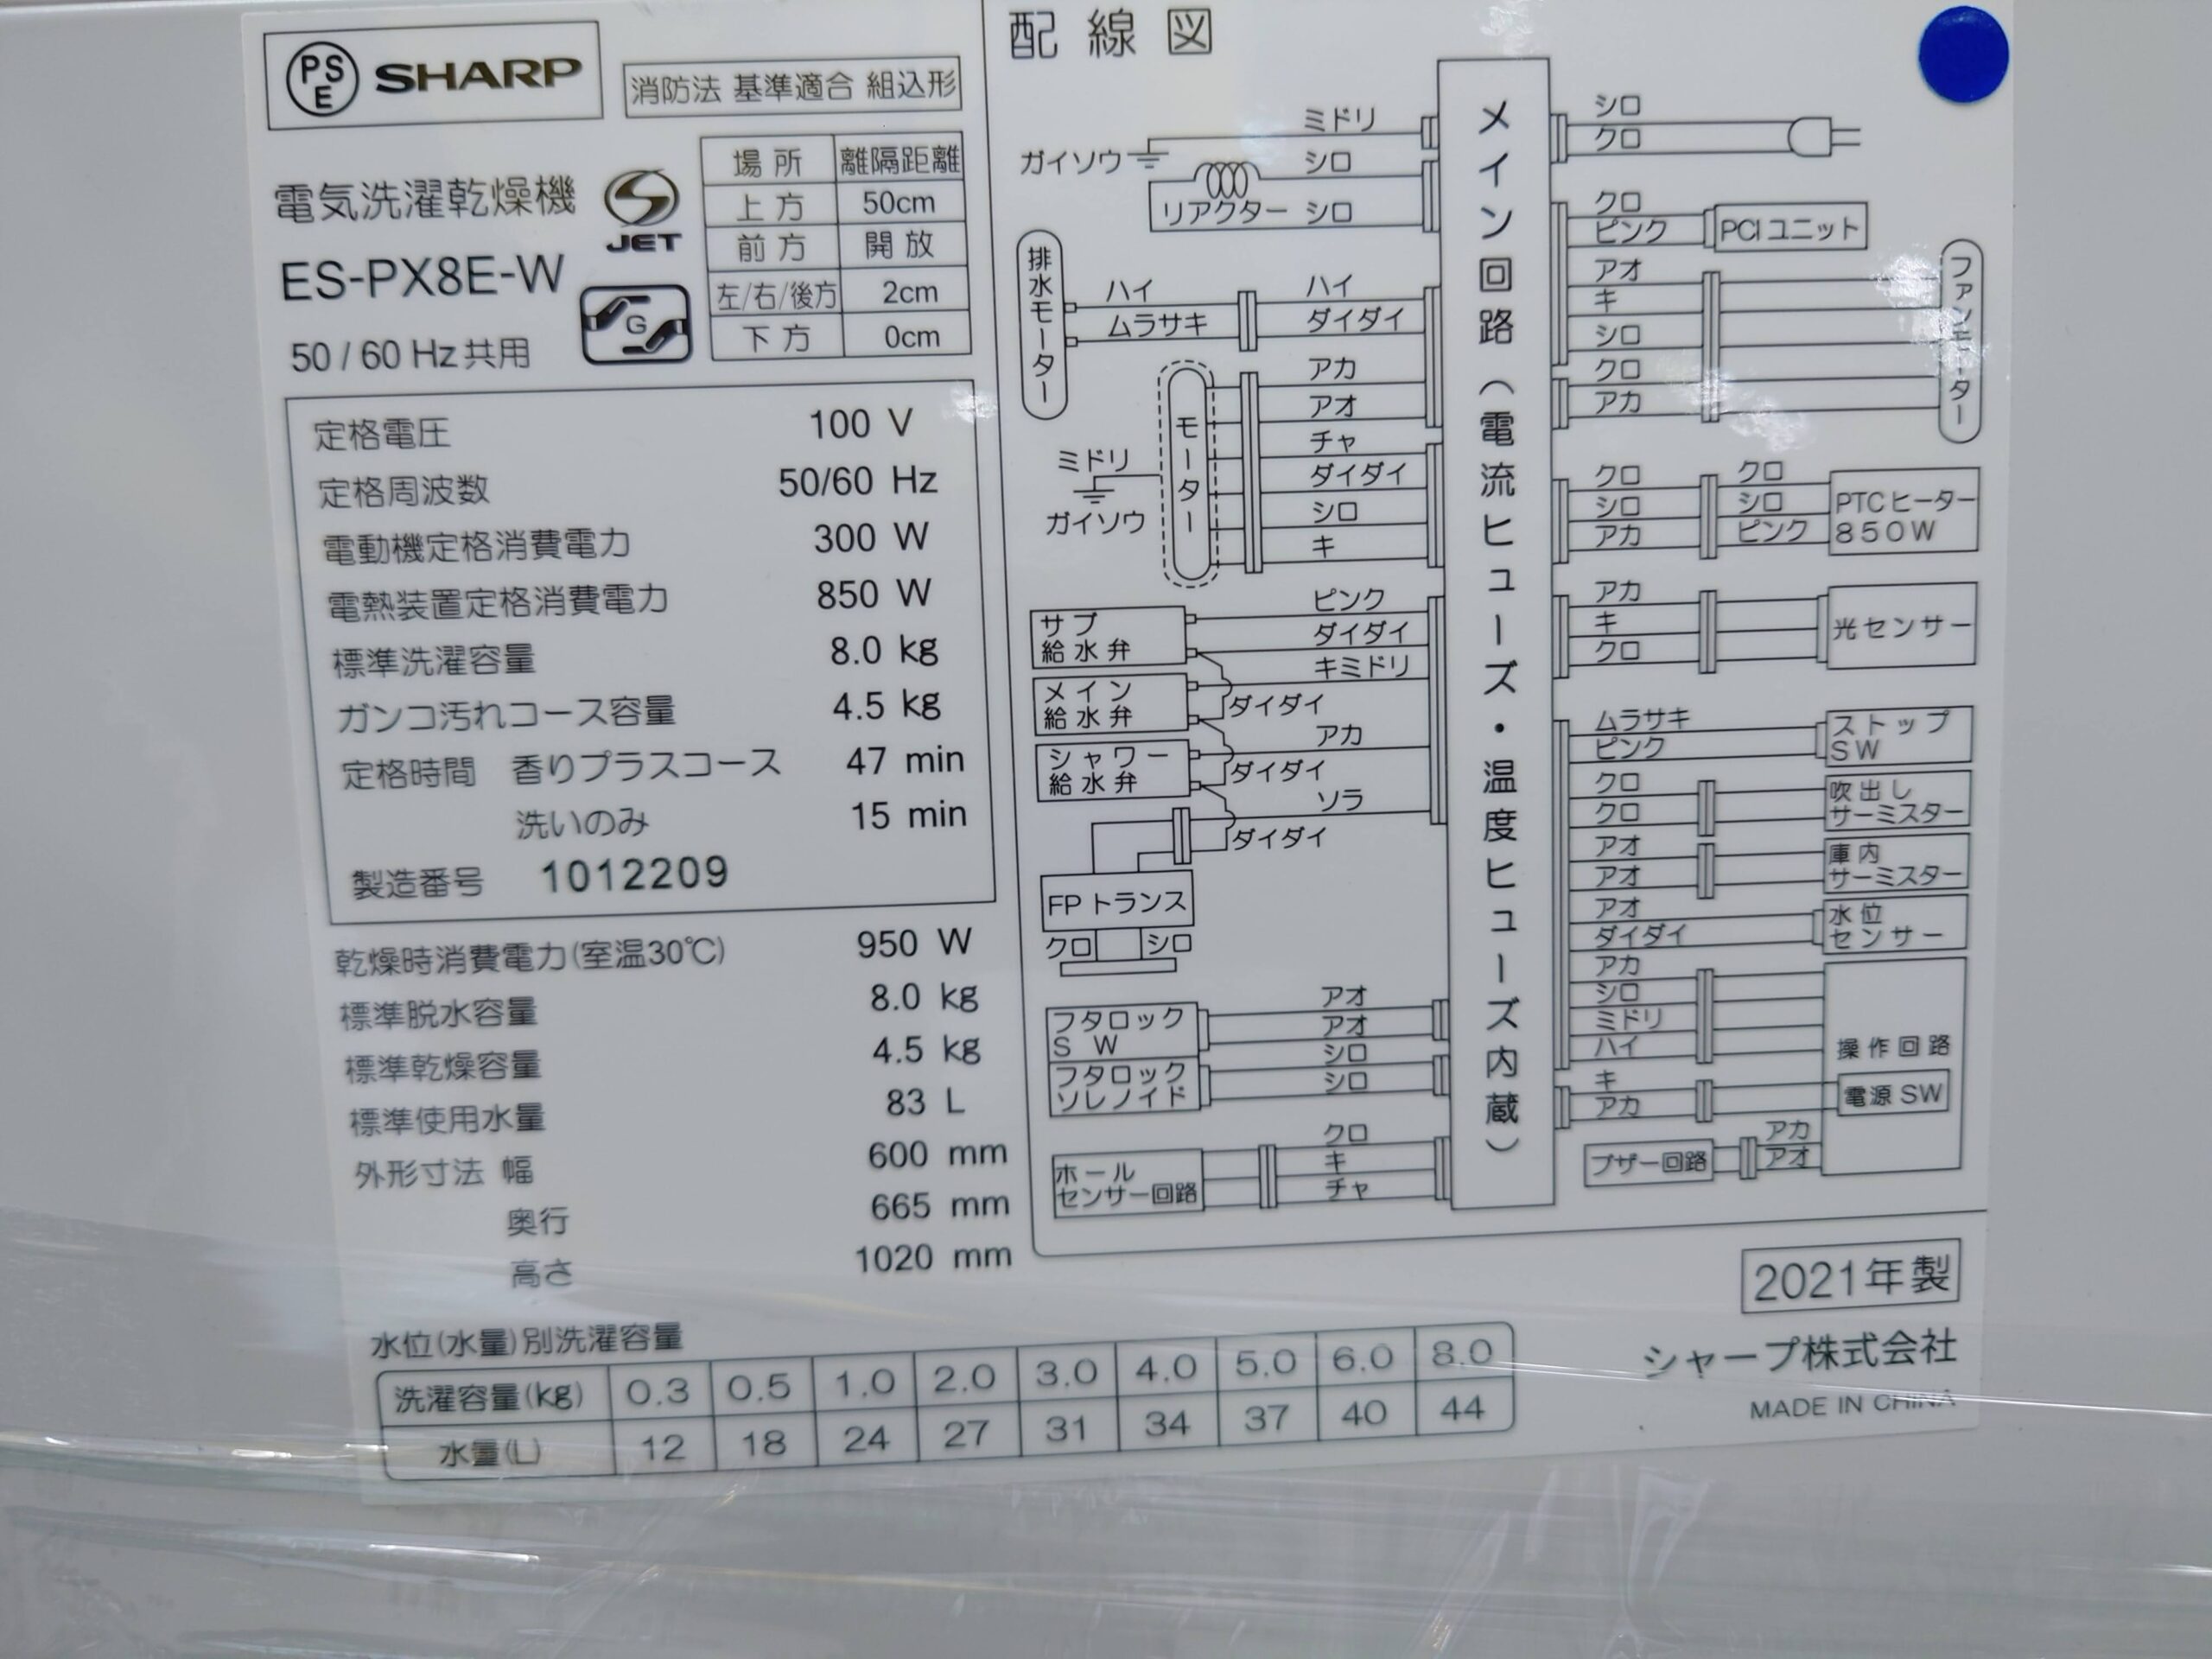 PS
E
SHARP
消防法 基準適合 組込形
電気洗濯乾燥機
JET
ES-PX8E-W
G
50 / 60 Hz 共用
場所 離隔距離
上方 50cm
前方 開放
左/右/後方 2cm
下方 0cm
定格電圧 100 V
定格周波数 50/60 Hz
電動機定格消費電力 300 W
電熱装置定格消費電力 850 W
標準洗濯容量 8.0 kg
ガンコ汚れコース容量 4.5 kg
定格時間 香りプラスコース 47 min
洗いのみ 15 min
製造番号 1012209
乾燥時消費電力(室温30℃) 950 W
標準脱水容量 8.0 kg
標準乾燥容量 4.5 kg
標準使用水量 83 L
外形寸法 幅 600 mm
奥行 665 mm
高さ 1020 mm
水位(水量)別洗濯容量
洗濯容量(kg) 0.3 0.5 1.0 2.0 3.0 4.0 5.0 6.0 8.0
水量(L) 12 18 24 27 31 34 37 40 44
配線図
ミドリ
ガイソウ
シロ
リアクター シロ
排水モーター
ハイ ハイ
ムラサキ ダイダイ
モーター
アカ
アオ
チャ
ダイダイ
シロ
キ
ミドリ
ガイソウ
サブ
給水弁
ピンク
ダイダイ
キミドリ
メイン
給水弁
ダイダイ
アカ
シャワー
給水弁
ダイダイ
ソラ
ダイダイ
FPトランス
クロ シロ
フタロック
SW
アオ
アオ
フタロック
ソレノイド
シロ
シロ
ホール
センサー回路
クロ
キ
チャ
メイン回路(電流ヒューズ・温度ヒューズ内蔵)
シロ
クロ
クロ
ピンク
PCIユニット
アオ
キ
シロ
クロ
アカ
ファンモーター
クロ クロ
シロ シロ
アカ ピンク
PTCヒーター
850W
アカ
キ
クロ
光センサー
ムラサキ
ピンク
ストップ
SW
クロ
クロ
吹出し
サーミスター
アオ
アオ
庫内
サーミスター
アオ
ダイダイ
水位
センサー
アカ
シロ
ミドリ
ハイ
操作回路
キ
アカ
電源SW
ブザー回路
アカ
アオ
2021年製
シャープ株式会社
MADE IN CHINA